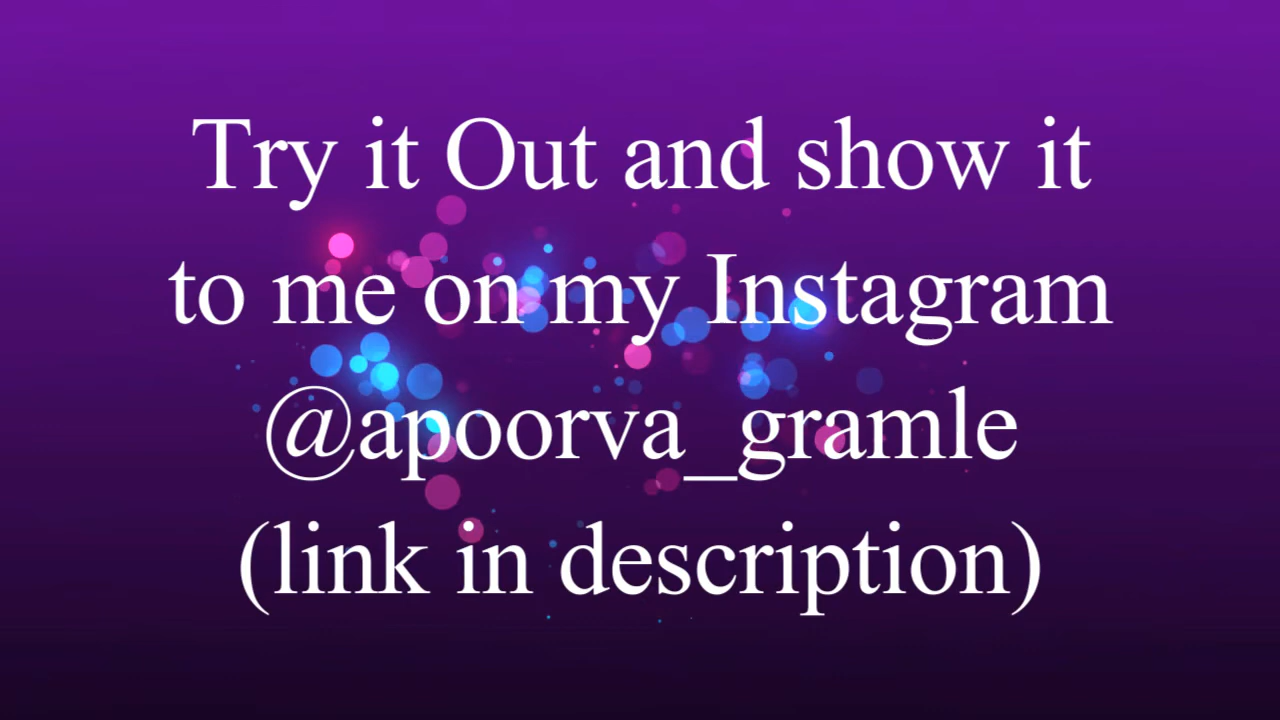 Try it Out and show it
to me on my Instagram
@apoorva_gramle
(link in description)